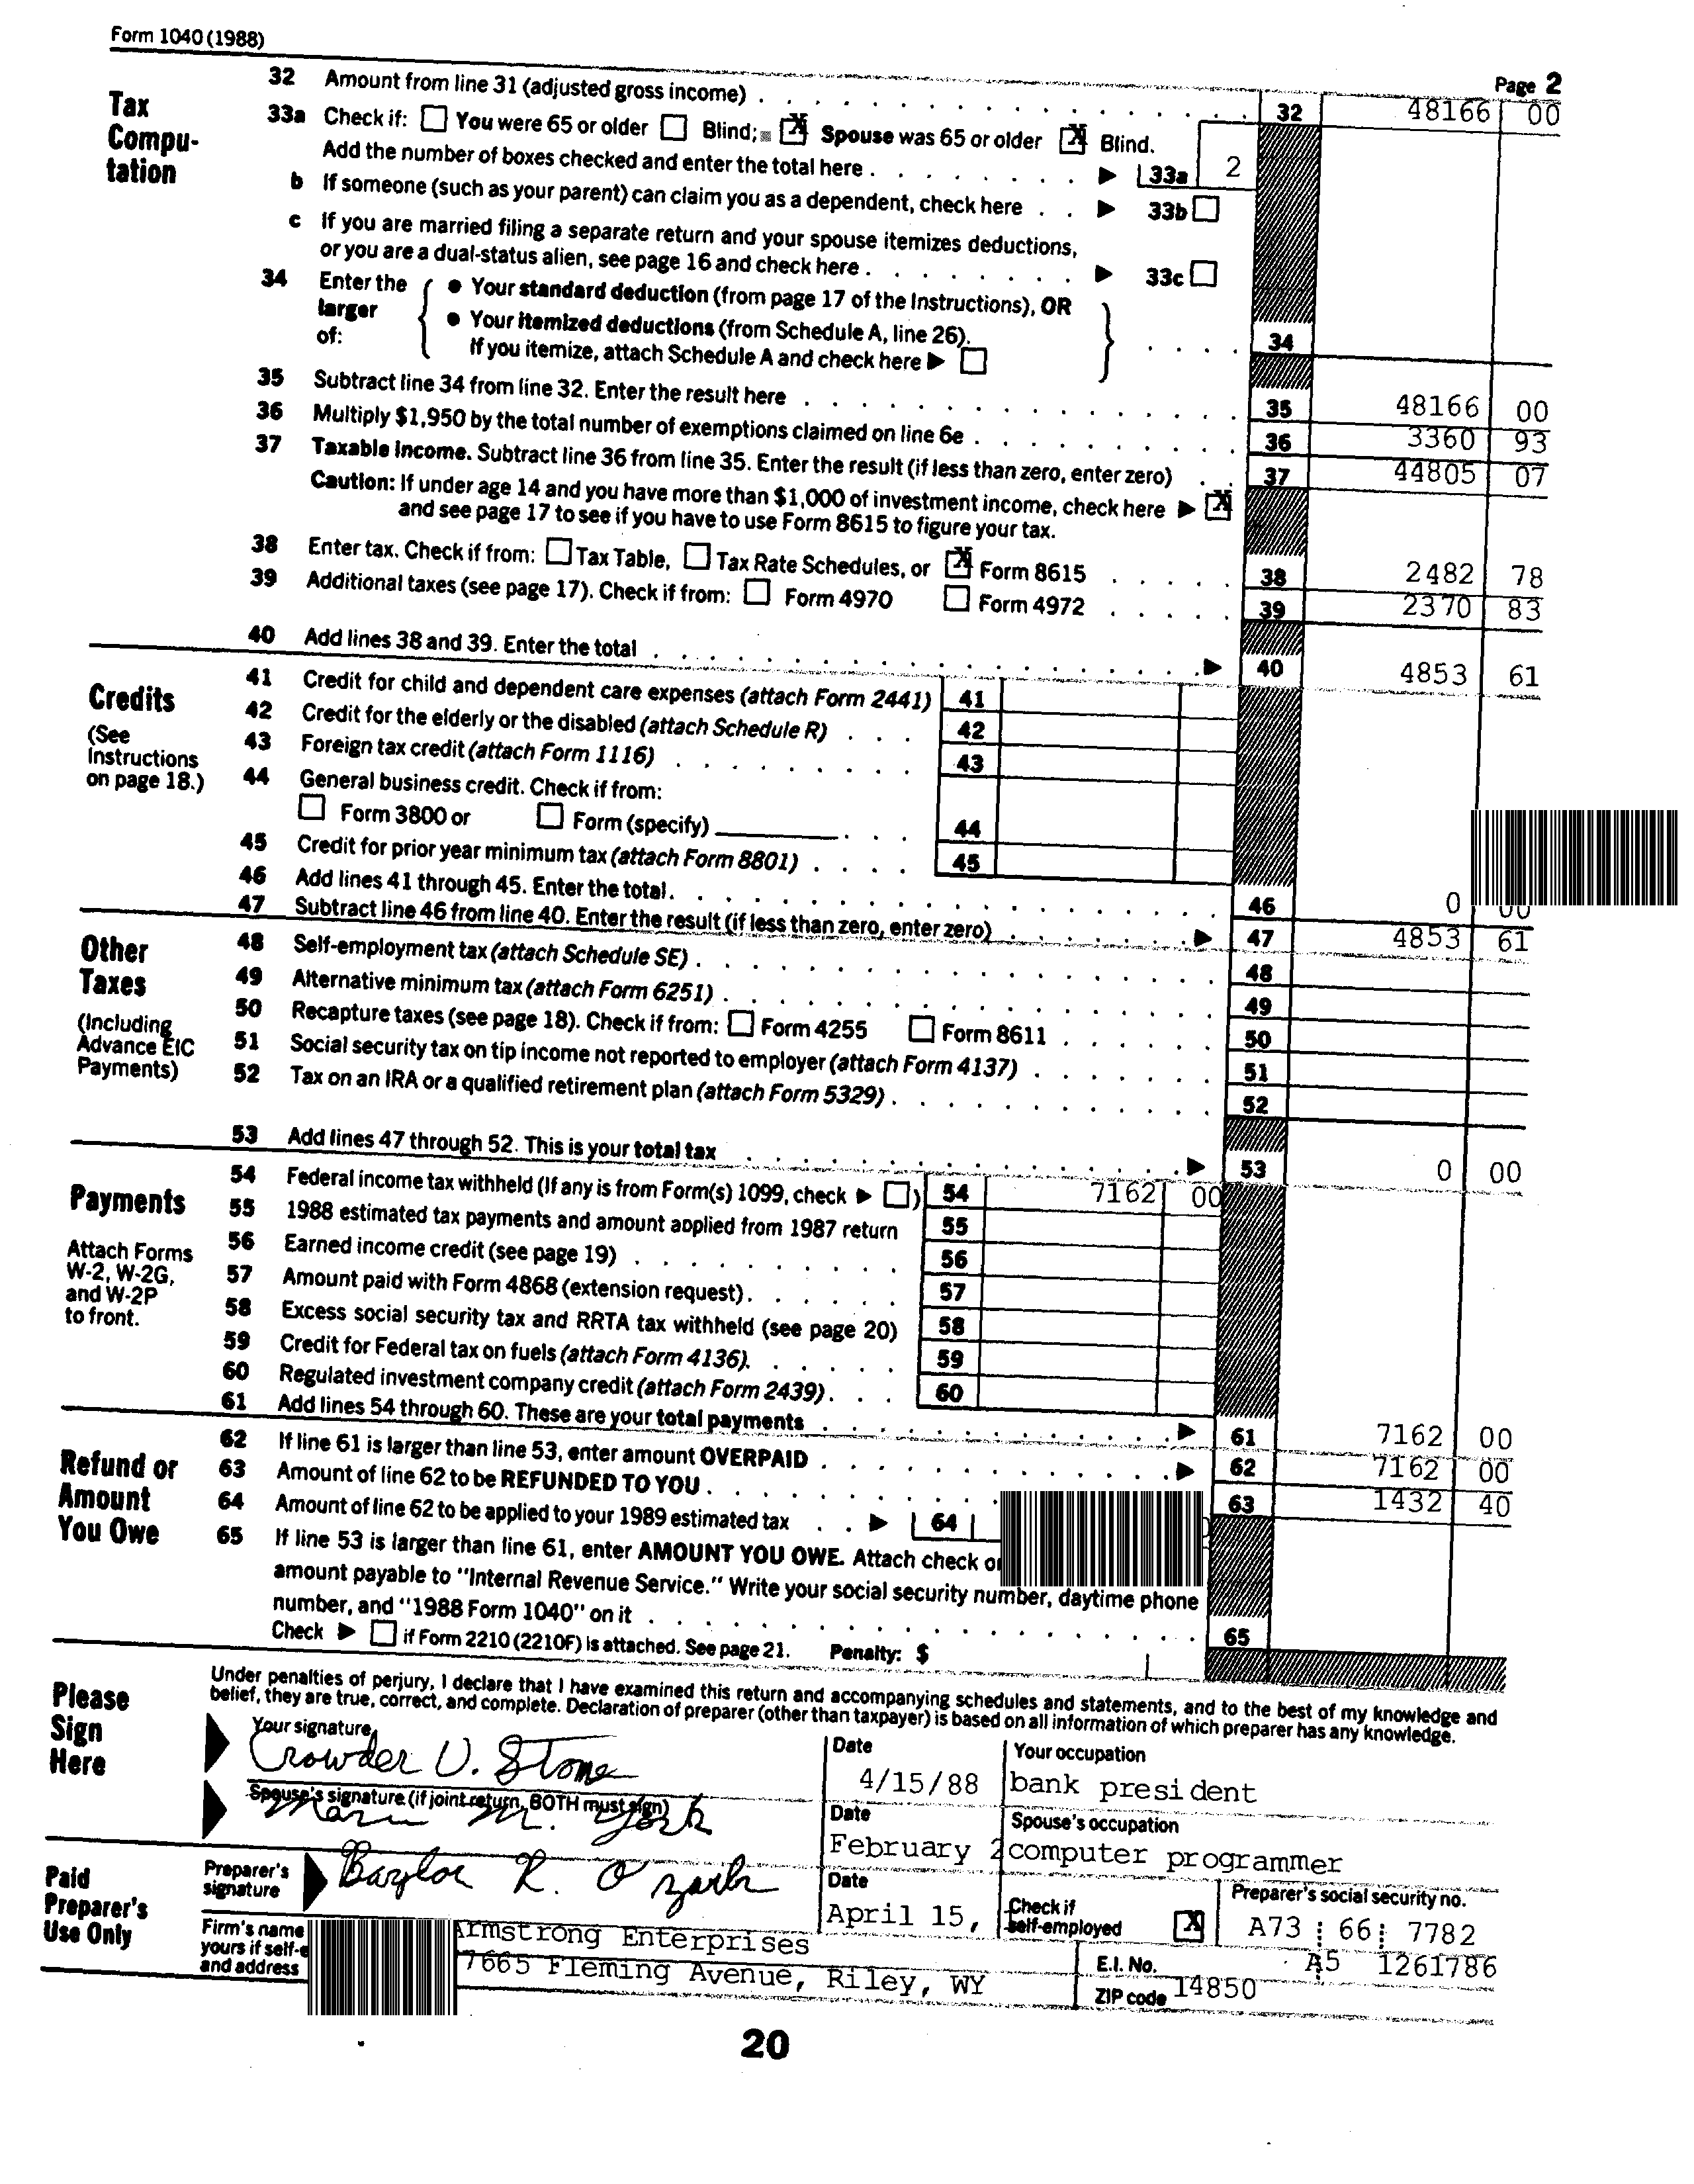 Form 1040 (1988)
Page 2
Tax Compu- tation
32 Amount from line 31 (adjusted gross income) 32 48166 00
33a Check if: You were 65 or older Blind; X Spouse was 65 or older X Blind.
Add the number of boxes checked and enter the total here 33a 2
b If someone (such as your parent) can claim you as a dependent, check here 33b
c If you are married filing a separate return and your spouse itemizes deductions,
or you are a dual-status alien, see page 16 and check here 33c
34 Enter the larger of:
• Your standard deduction (from page 17 of the Instructions), OR
• Your itemized deductions (from Schedule A, line 26).
If you itemize, attach Schedule A and check here 34
35 Subtract line 34 from line 32. Enter the result here 35 48166 00
36 Multiply $1,950 by the total number of exemptions claimed on line 6e 36 3360 93
37 Taxable income. Subtract line 36 from line 35. Enter the result (if less than zero, enter zero) 37 44805 07
Caution: If under age 14 and you have more than $1,000 of investment income, check here X
and see page 17 to see if you have to use Form 8615 to figure your tax.
38 Enter tax. Check if from: Tax Table, Tax Rate Schedules, or X Form 8615 38 2482 78
39 Additional taxes (see page 17). Check if from: Form 4970 Form 4972 39 2370 83
40 Add lines 38 and 39. Enter the total 40 4853 61
Credits
(See Instructions on page 18.)
41 Credit for child and dependent care expenses (attach Form 2441) 41
42 Credit for the elderly or the disabled (attach Schedule R) 42
43 Foreign tax credit (attach Form 1116) 43
44 General business credit. Check if from:
Form 3800 or Form (specify) 44
45 Credit for prior year minimum tax (attach Form 8801) 45
46 Add lines 41 through 45. Enter the total 46 0 00
47 Subtract line 46 from line 40. Enter the result (if less than zero, enter zero) 47 4853 61
Other Taxes
(Including Advance EIC Payments)
48 Self-employment tax (attach Schedule SE) 48
49 Alternative minimum tax (attach Form 6251) 49
50 Recapture taxes (see page 18). Check if from: Form 4255 Form 8611 50
51 Social security tax on tip income not reported to employer (attach Form 4137) 51
52 Tax on an IRA or a qualified retirement plan (attach Form 5329) 52
53 Add lines 47 through 52. This is your total tax 53 0 00
Payments
Attach Forms W-2, W-2G, and W-2P to front.
54 Federal income tax withheld (If any is from Form(s) 1099, check ) 54 7162 00
55 1988 estimated tax payments and amount applied from 1987 return 55
56 Earned income credit (see page 19) 56
57 Amount paid with Form 4868 (extension request) 57
58 Excess social security tax and RRTA tax withheld (see page 20) 58
59 Credit for Federal tax on fuels (attach Form 4136). 59
60 Regulated investment company credit (attach Form 2439) 60
61 Add lines 54 through 60. These are your total payments 61 7162 00
Refund or Amount You Owe
62 If line 61 is larger than line 53, enter amount OVERPAID 62 7162 00
63 Amount of line 62 to be REFUNDED TO YOU 63 1432 40
64 Amount of line 62 to be applied to your 1989 estimated tax 64
65 If line 53 is larger than line 61, enter AMOUNT YOU OWE. Attach check or
amount payable to "Internal Revenue Service." Write your social security number, daytime phone
number, and "1988 Form 1040" on it 65
Check if Form 2210 (2210F) is attached. See page 21. Penalty: $
Please Sign Here
Under penalties of perjury, I declare that I have examined this return and accompanying schedules and statements, and to the best of my knowledge and
belief, they are true, correct, and complete. Declaration of preparer (other than taxpayer) is based on all information of which preparer has any knowledge.
Your signature Date Your occupation
Crowder U. Stone 4/15/88 bank president
Spouse's signature (if joint return, BOTH must sign) Date Spouse's occupation
M. York February 2 computer programmer
Paid Preparer's Use Only
Preparer's signature Date Check if self-employed X Preparer's social security no.
Baylor R. Ozark April 15, A73 66 7782
Firm's name yours if self-e and address
Armstrong Enterprises E.I. No. A5 1261786
7665 Fleming Avenue, Riley, WY ZIP code 14850
20